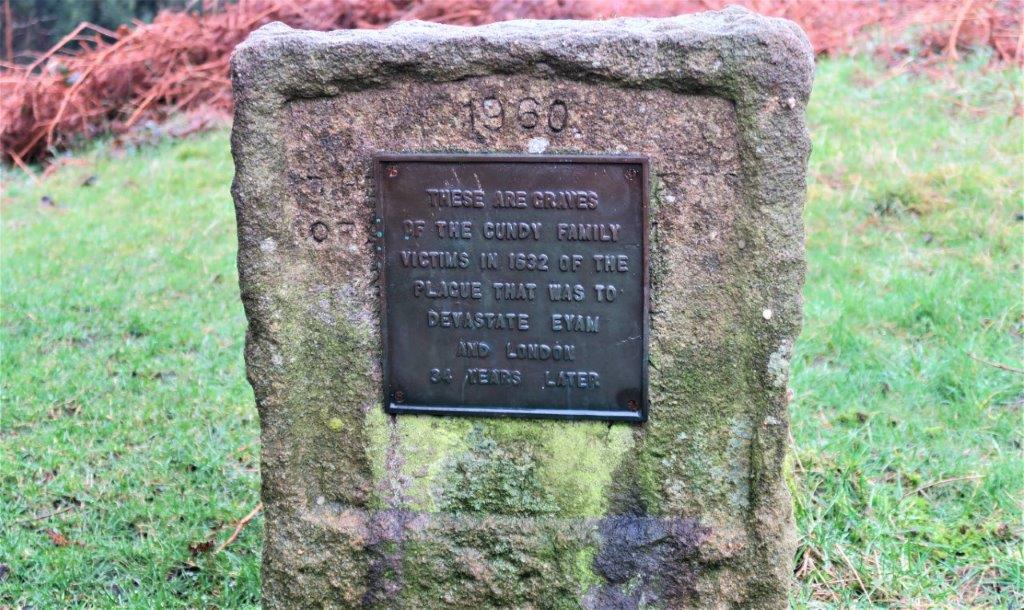 1960
THESE ARE GRAVES
OF THE CUNDY FAMILY
VICTIMS IN 1632 OF THE
PLAGUE THAT WAS TO
DEVASTATE EYAM
AND LONDON
34 YEARS LATER